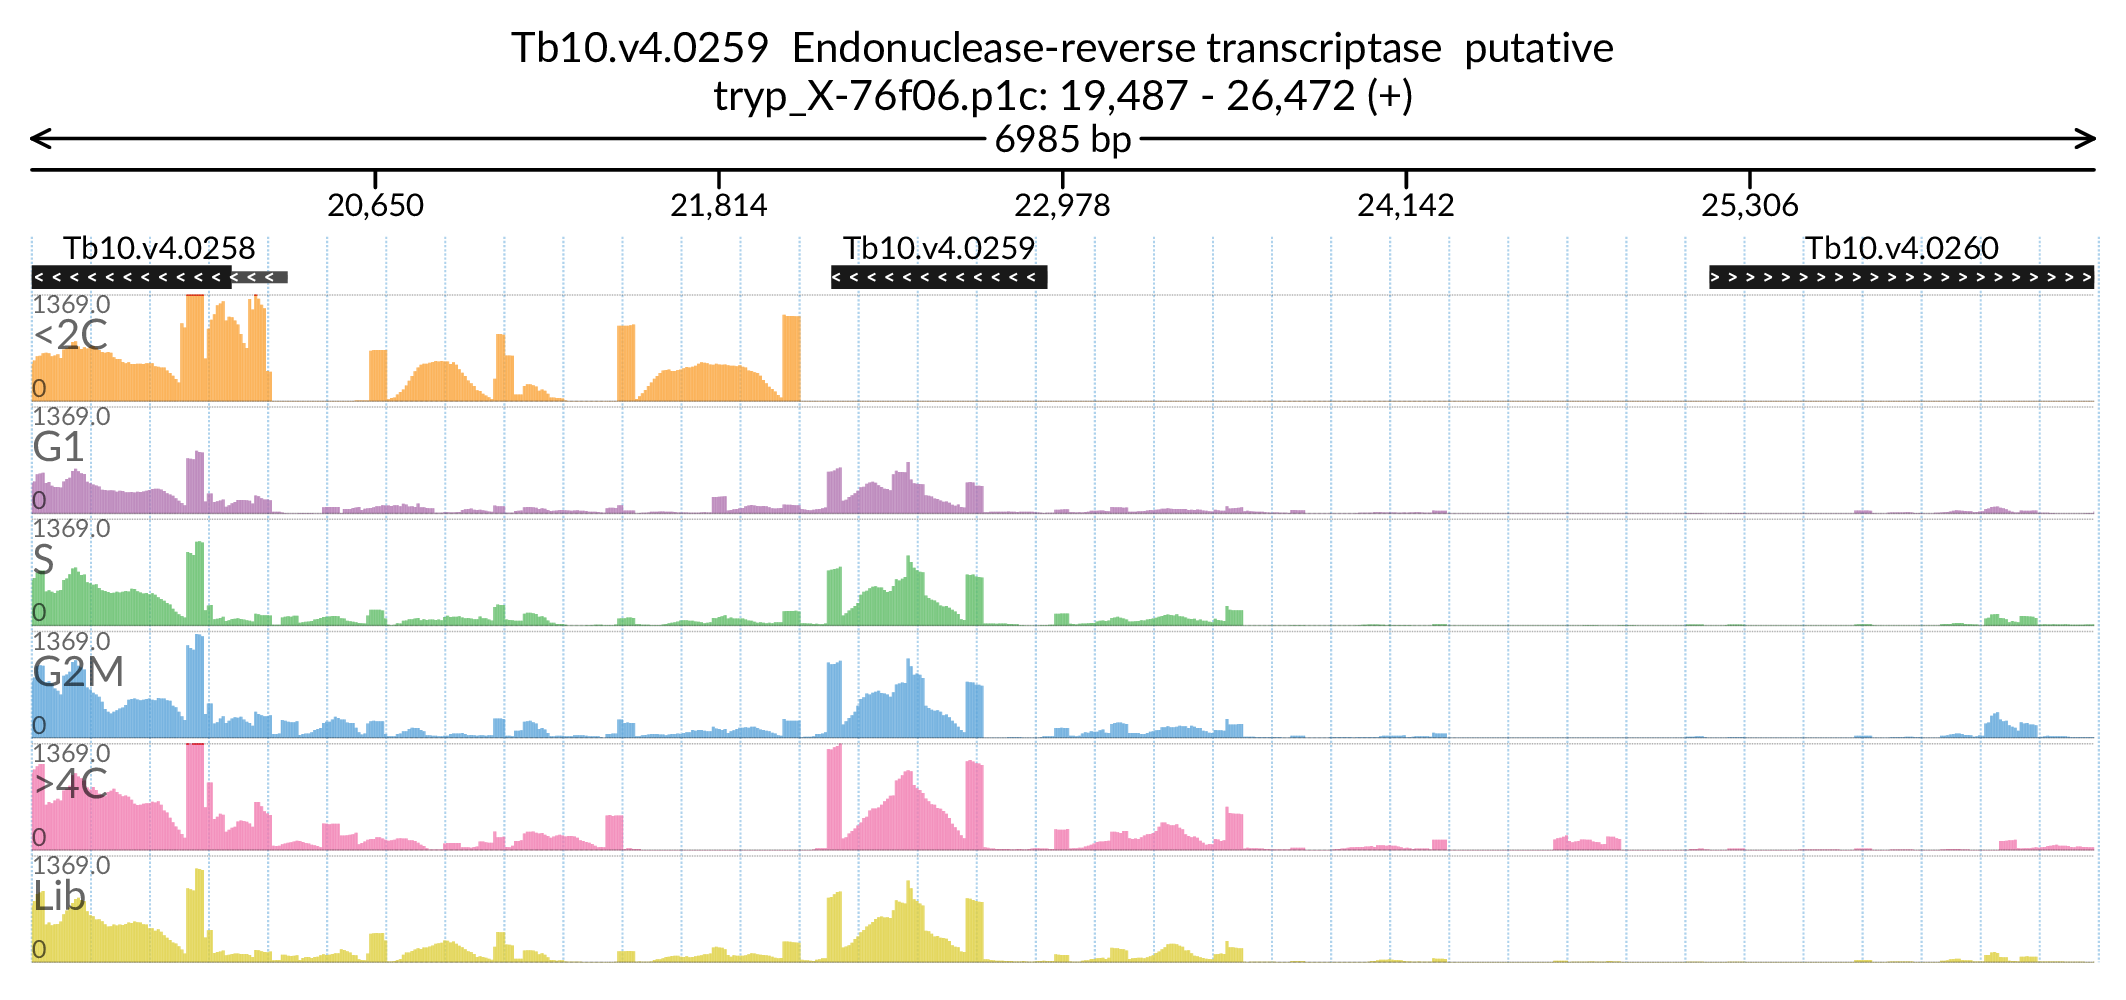 Tb10.v4.0259  Endonuclease-reverse transcriptase  putative
tryp_X-76f06.p1c: 19,487 - 26,472 (+)
6985 bp
20,650 21,814 22,978 24,142 25,306
Tb10.v4.0258 Tb10.v4.0259 Tb10.v4.0260
1369.0
<2C
0
1369.0
G1
0
1369.0
S
0
1369.0
G2M
0
1369.0
>4C
0
1369.0
Lib
0